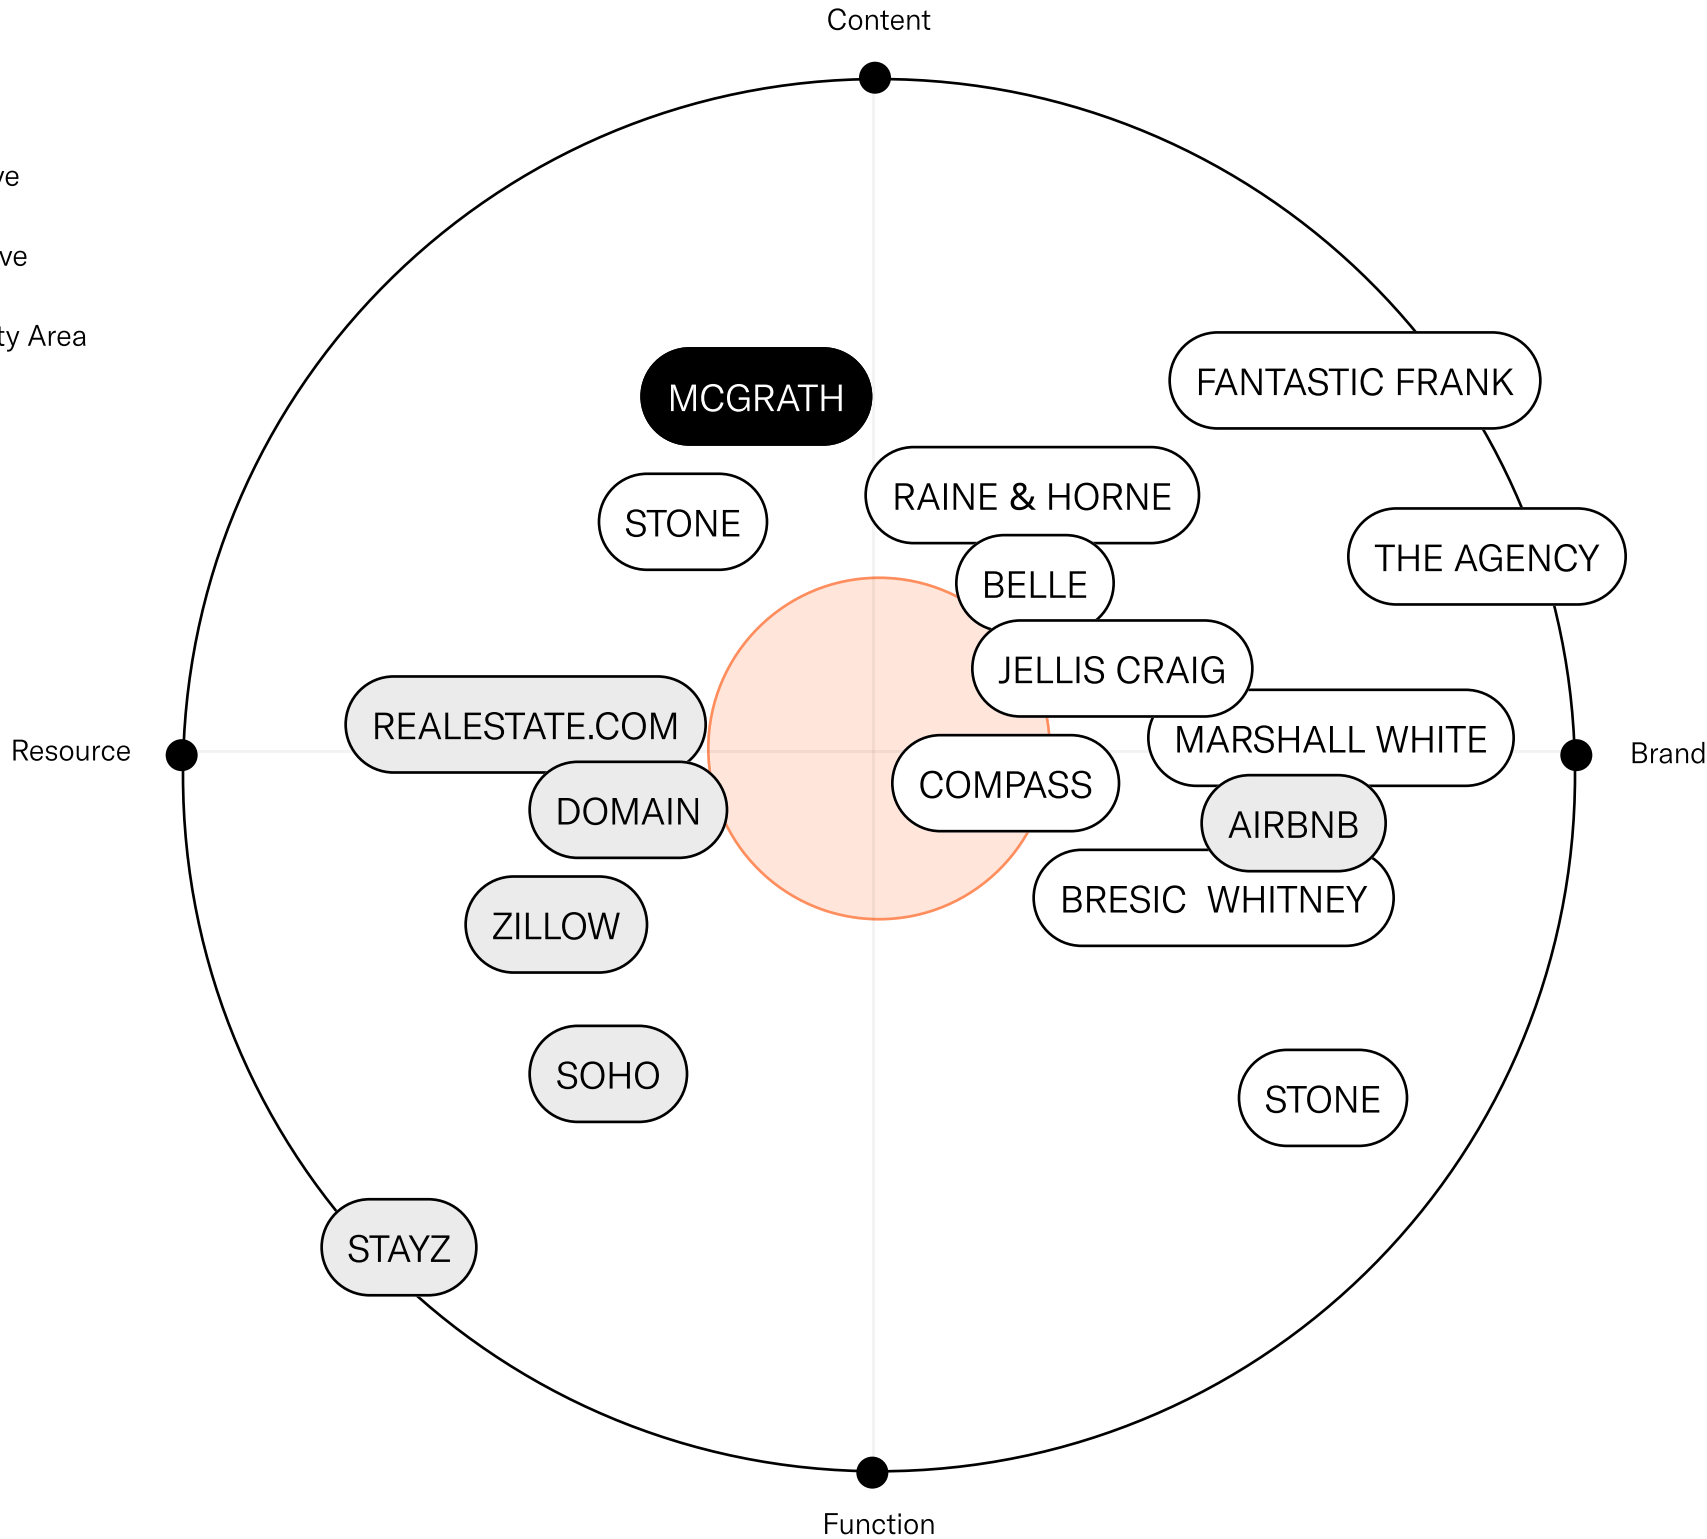 Content
ve
ve
ty Area
MCGRATH
FANTASTIC FRANK
RAINE & HORNE
STONE
THE AGENCY
BELLE
JELLIS CRAIG
REALESTATE.COM
MARSHALL WHITE
Resource
Brand
COMPASS
DOMAIN
AIRBNB
BRESIC WHITNEY
ZILLOW
SOHO
STONE
STAYZ
Function